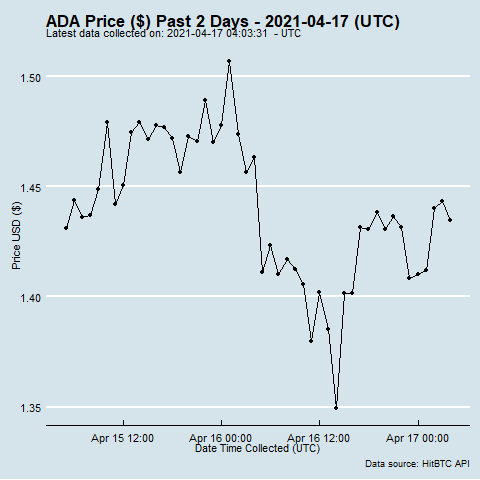 ADA Price ($) Past 2 Days - 2021-04-17 (UTC)
Latest data collected on: 2021-04-17 04:03:31 - UTC
1.50
1.45
1.40
1.35
Price USD ($)
Apr 15 12:00
Apr 16 00:00
Apr 16 12:00
Apr 17 00:00
Date Time Collected (UTC)
Data source: HitBTC API